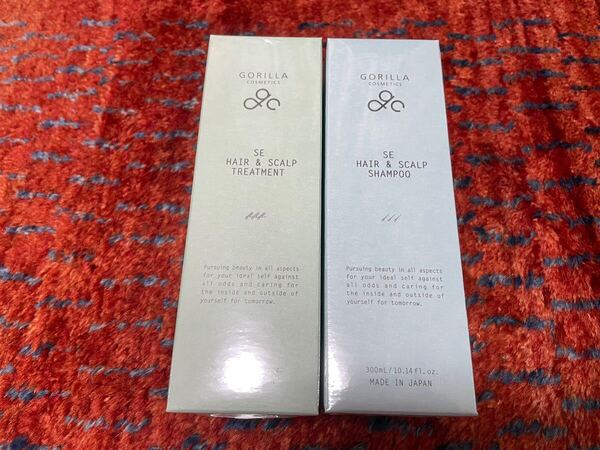 GORILLA
COSMETICS
SE
HAIR & SCALP
TREATMENT
Pursuing beauty in all aspects
for your ideal self against
all odds and caring for
the inside and outside of
yourself for tomorrow.
GORILLA
COSMETICS
SE
HAIR & SCALP
SHAMPOO
Pursuing beauty in all aspects
for your ideal self against
all odds and caring for
the inside and outside of
yourself for tomorrow.
300mL/10.14fl.oz.
MADE IN JAPAN